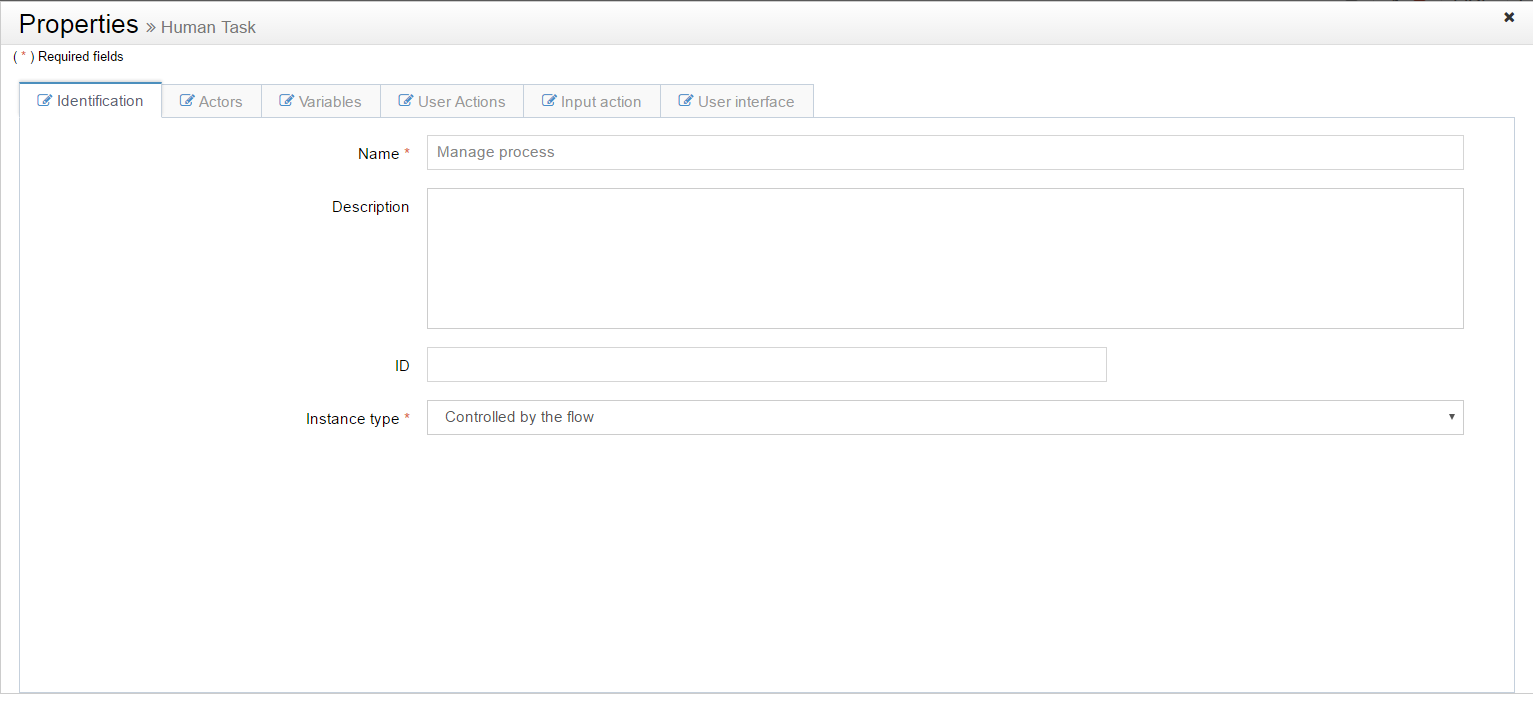 Properties » Human Task
( * ) Required fields
Identification Actors Variables User Actions Input action User interface
Name * Manage process
Description
ID
Instance type * Controlled by the flow